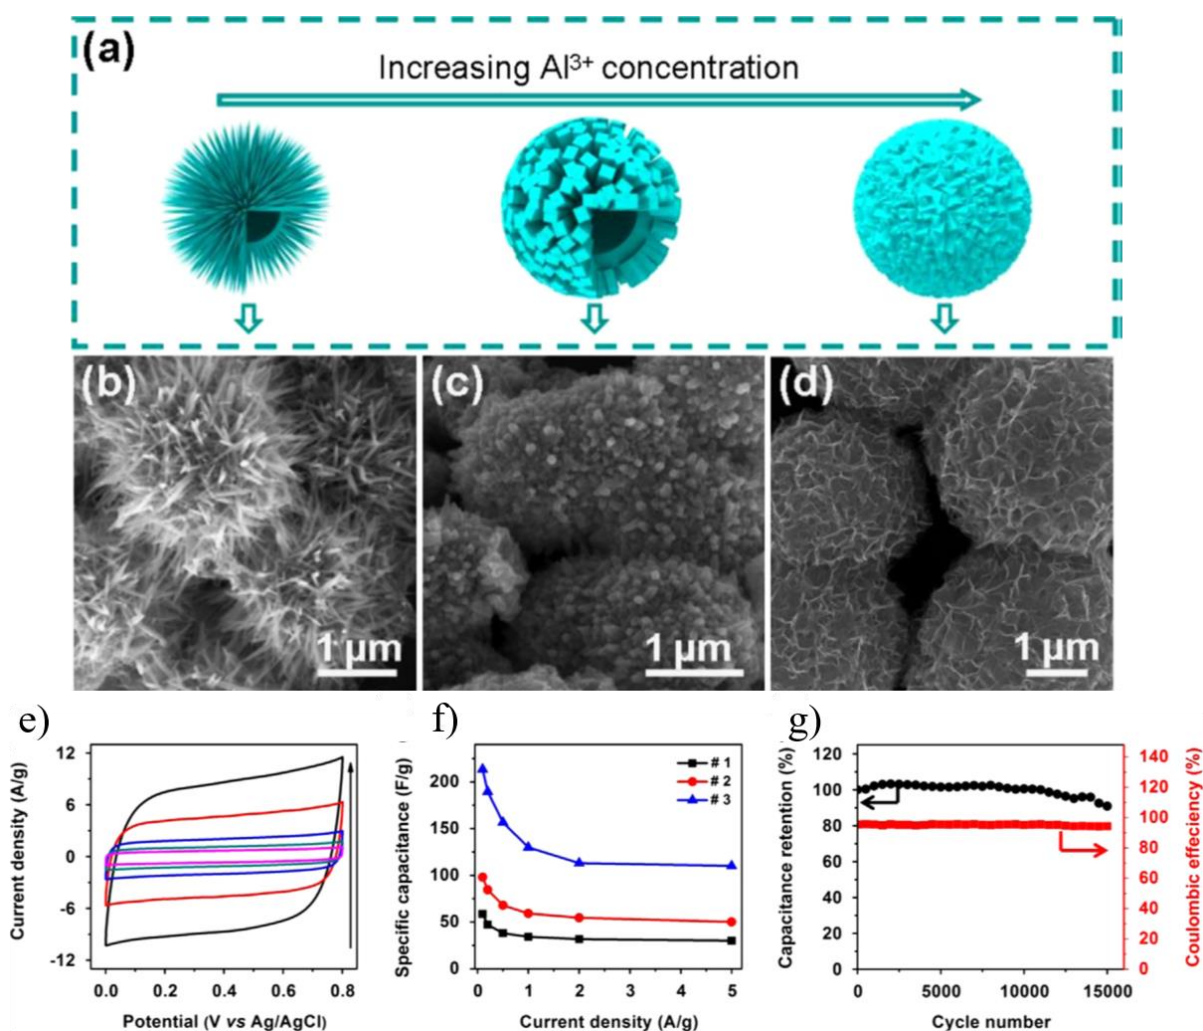 (a)
Increasing Al³⁺ concentration
(b)
1 µm
(c)
1 µm
(d)
1 µm
e)
Current density (A/g)
12
6
0
-6
-12
0.0 0.2 0.4 0.6 0.8
Potential (V vs Ag/AgCl)
f)
Specific capacitance (F/g)
200
150
100
50
0
# 1
# 2
# 3
0 1 2 3 4 5
Current density (A/g)
g)
Capacitance retention (%)
120
100
80
60
40
20
0
140
120
100
80
60
40
20
0
Coulombic effeciency (%)
0 5000 10000 15000
Cycle number